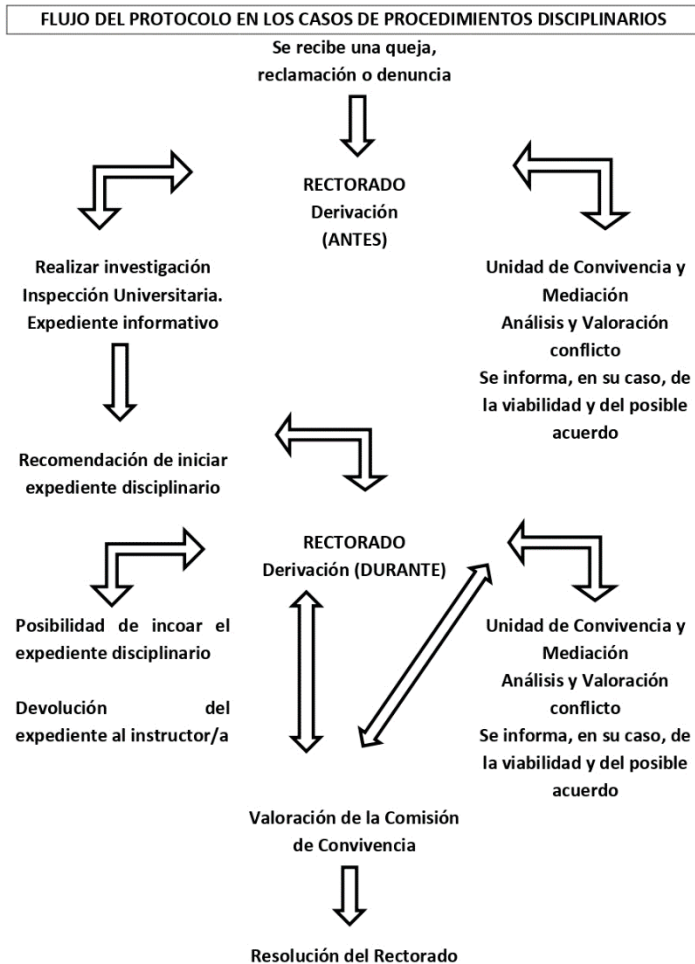 FLUJO DEL PROTOCOLO EN LOS CASOS DE PROCEDIMIENTOS DISCIPLINARIOS
Se recibe una queja,
reclamación o denuncia
RECTORADO
Derivación
(ANTES)
Realizar investigación
Inspección Universitaria.
Expediente informativo
Unidad de Convivencia y
Mediación
Análisis y Valoración
conflicto
Se informa, en su caso, de
la viabilidad y del posible
acuerdo
Recomendación de iniciar
expediente disciplinario
RECTORADO
Derivación (DURANTE)
Posibilidad de incoar el
expediente disciplinario
Devolución del
expediente al instructor/a
Unidad de Convivencia y
Mediación
Análisis y Valoración
conflicto
Se informa, en su caso, de
la viabilidad y del posible
acuerdo
Valoración de la Comisión
de Convivencia
Resolución del Rectorado